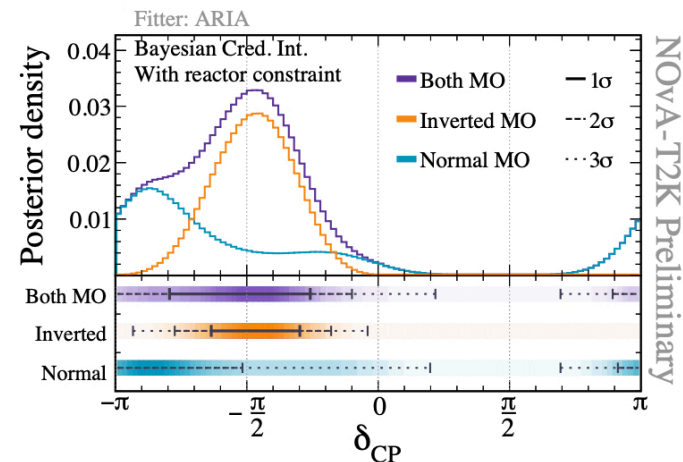 Fitter: ARIA
Bayesian Cred. Int.
With reactor constraint
Both MO
Inverted MO
Normal MO
1σ
2σ
3σ
Posterior density
0.04
0.03
0.02
0.01
Both MO
Inverted
Normal
-π
-π/2
0
π/2
π
δCP
NOvA-T2K Preliminary